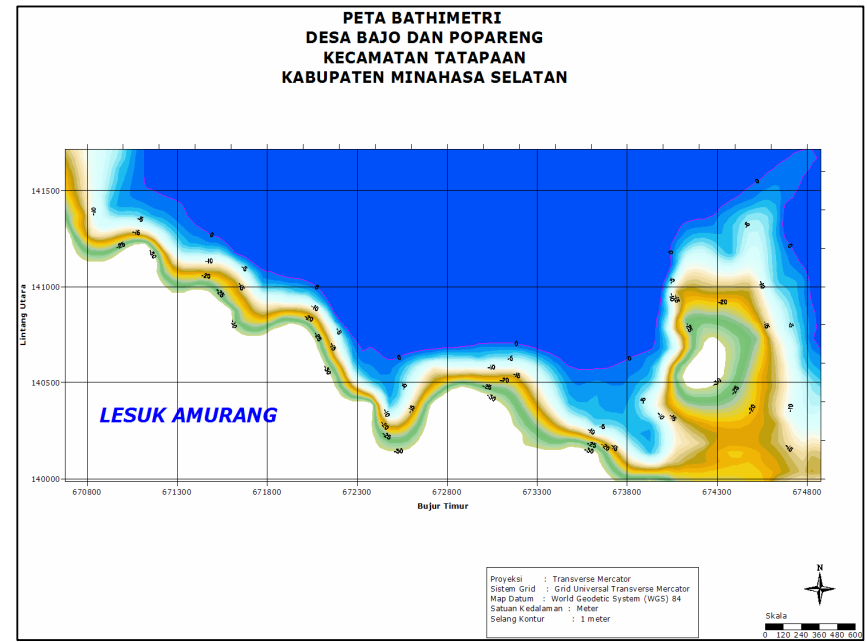 PETA BATHIMETRI
DESA BAJO DAN POPARENG
KECAMATAN TATAPAAN
KABUPATEN MINAHASA SELATAN
141500
141000
140500
140000
Lintang Utara
LESUK AMURANG
670800 671300 671800 672300 672800 673300 673800 674300 674800
Bujur Timur
Proyeksi : Transverse Mercator
Sistem Grid : Grid Universal Transverse Mercator
Map Datum : World Geodetic System (WGS) 84
Satuan Kedalaman : Meter
Selang Kontur : 1 meter
N
Skala
0 120 240 360 480 600